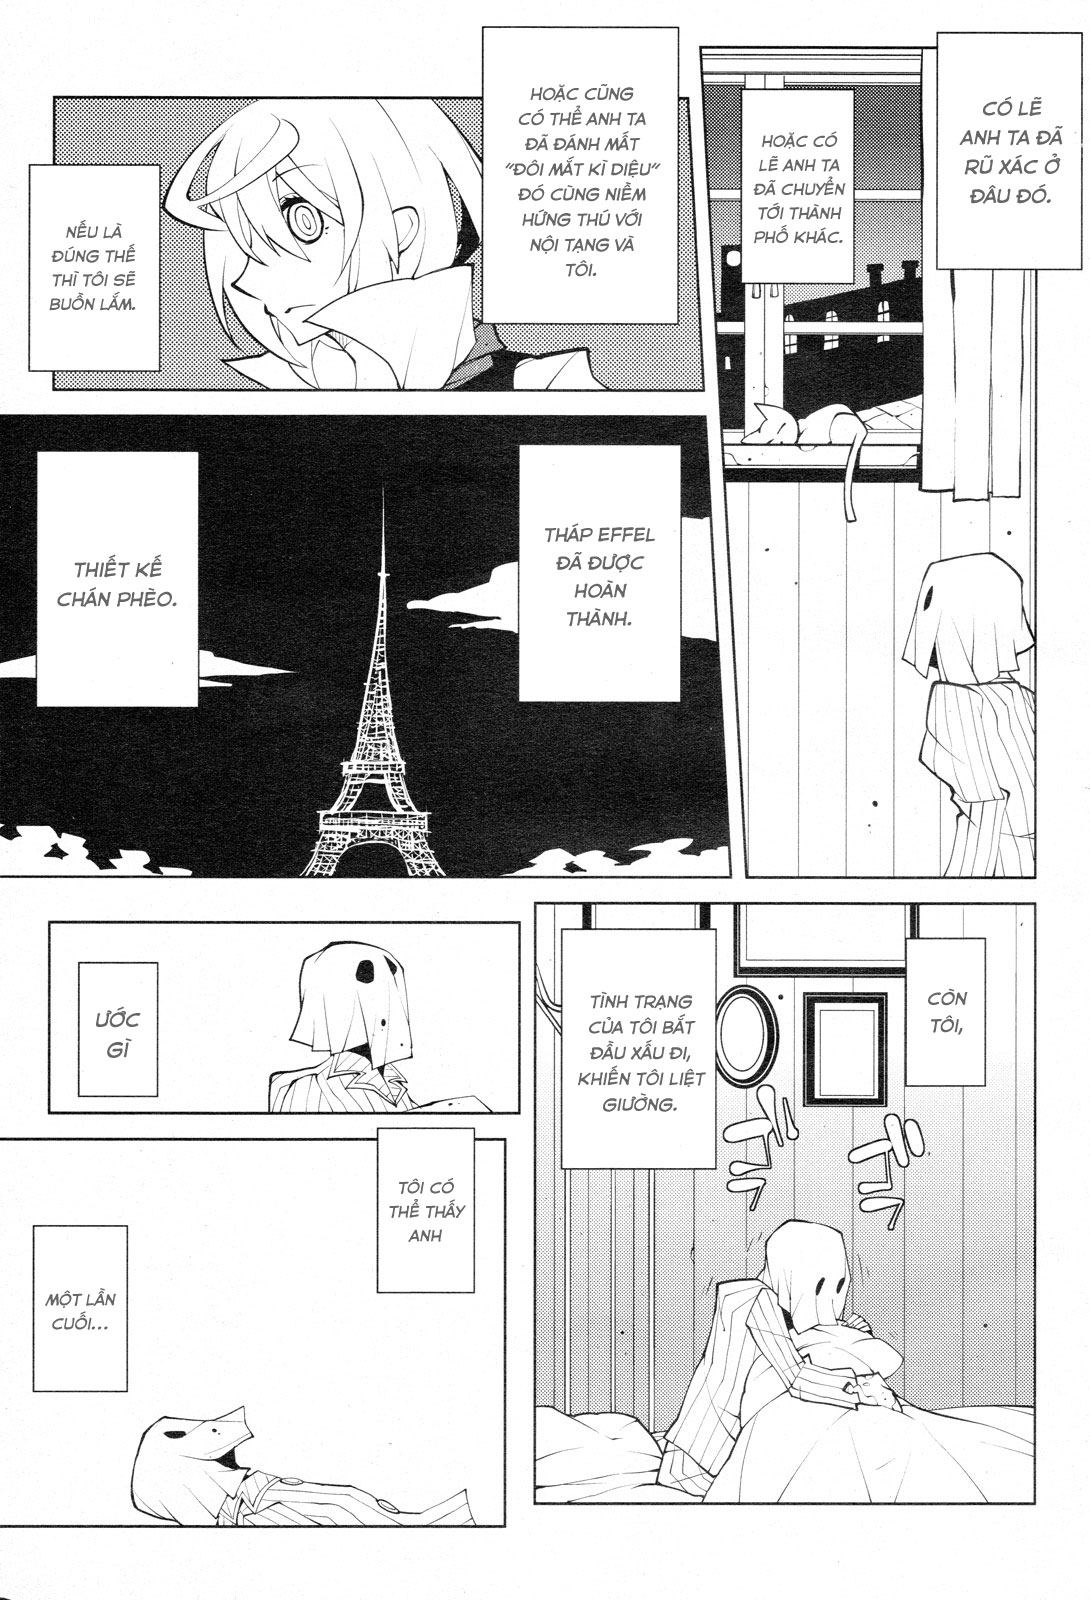 CÓ LẼ
ANH TA ĐÃ
RŨ XÁC Ở
ĐÂU ĐÓ.
HOẶC CÓ
LẼ ANH TA
ĐÃ CHUYỂN
TỚI THÀNH
PHỐ KHÁC.
HOẶC CŨNG
CÓ THỂ ANH TA
ĐÃ ĐÁNH MẤT
“ĐÔI MẮT KÌ DIỆU”
ĐÓ CÙNG NIỀM
HỨNG THÚ VỚI
NỘI TẠNG VÀ
TÔI.
NẾU LÀ
ĐÚNG THẾ
THÌ TÔI SẼ
BUỒN LẮM.
THÁP EFFEL
ĐÃ ĐƯỢC
HOÀN
THÀNH.
THIẾT KẾ
CHÁN PHÈO.
CÒN
TÔI,
TÌNH TRẠNG
CỦA TÔI BẮT
ĐẦU XẤU ĐI,
KHIẾN TÔI LIỆT
GIƯỜNG.
ゴ
ホ
ゴ
ホ
ƯỚC
GÌ
TÔI CÓ
THỂ THẤY
ANH
MỘT LẦN
CUỐI...